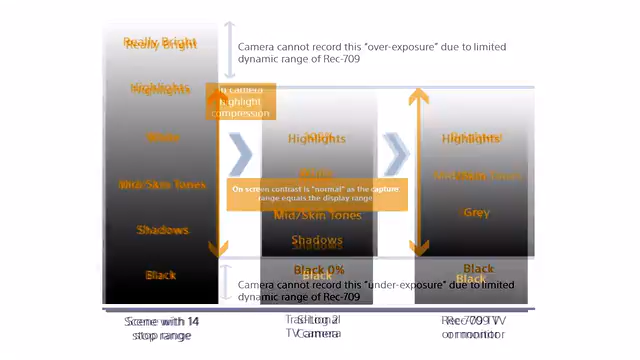 Really Bright
Camera cannot record this “over-exposure” due to limited
dynamic range of Rec-709
Highlights
On camera
highlight
compression
Highlights
Highlights
Mid/Skin Tones
On screen contrast is “normal” as the capture
range equals the display range
Mid/Skin Tones
Grey
Shadows
Shadows
Black
Black 0%
Black
Black
Black
Camera cannot record this “under-exposure” due to limited
dynamic range of Rec-709
Scene with 14
stop range
Camera
Rec-709 TV
or monitor